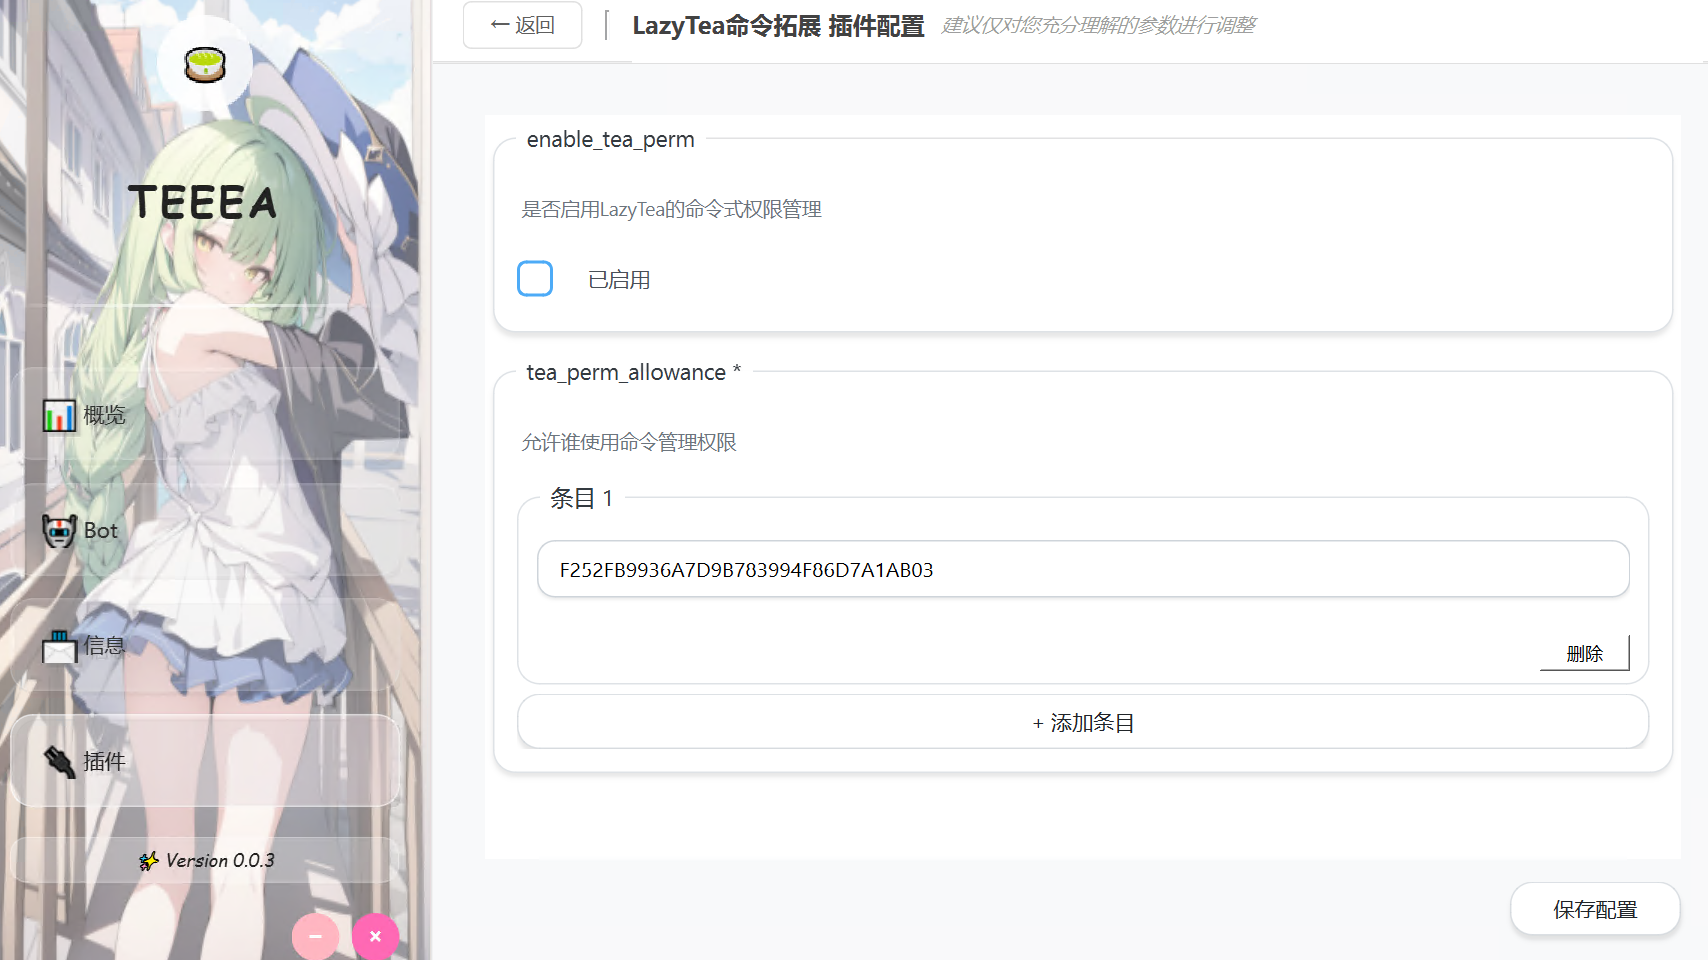 TEEEA
概览
Bot
信息
插件
Version 0.0.3
← 返回
LazyTea命令拓展 插件配置 建议仅对您充分理解的参数进行调整
enable_tea_perm
是否启用LazyTea的命令式权限管理
已启用
tea_perm_allowance *
允许谁使用命令管理权限
条目 1
F252FB9936A7D9B783994F86D7A1AB03
删除
+ 添加条目
保存配置